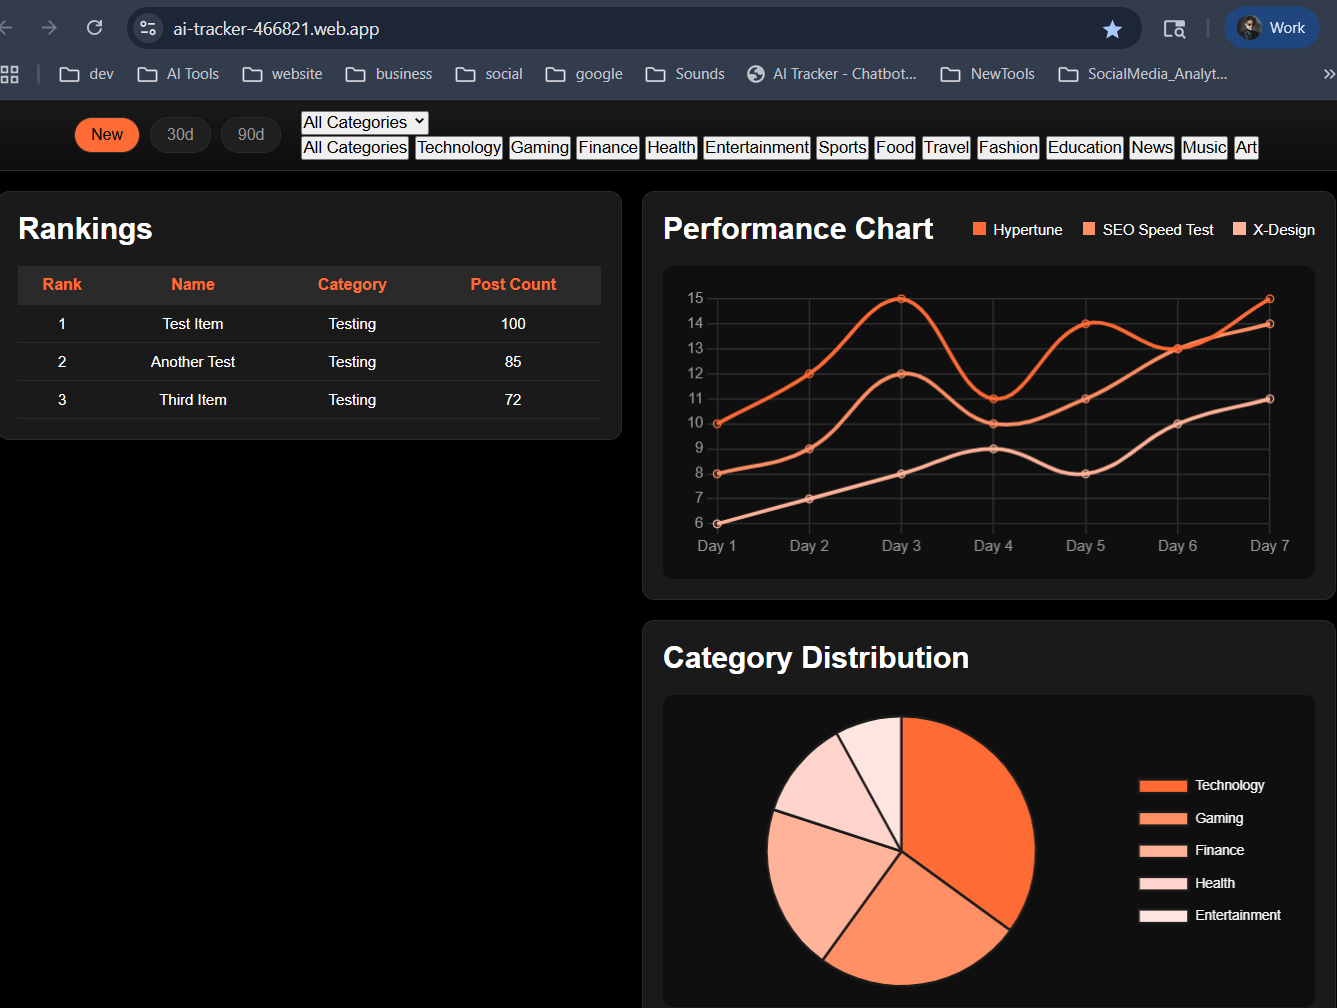 ai-tracker-466821.web.app
Work
dev
AI Tools
website
business
social
google
Sounds
AI Tracker - Chatbot...
NewTools
SocialMedia_Analyt...
New
30d
90d
All Categories
All Categories Technology Gaming Finance Health Entertainment Sports Food Travel Fashion Education News Music Art
Rankings
Rank Name Category Post Count
1 Test Item Testing 100
2 Another Test Testing 85
3 Third Item Testing 72
Performance Chart
Hypertune
SEO Speed Test
X-Design
15
14
13
12
11
10
9
8
7
6
Day 1 Day 2 Day 3 Day 4 Day 5 Day 6 Day 7
Category Distribution
Technology
Gaming
Finance
Health
Entertainment